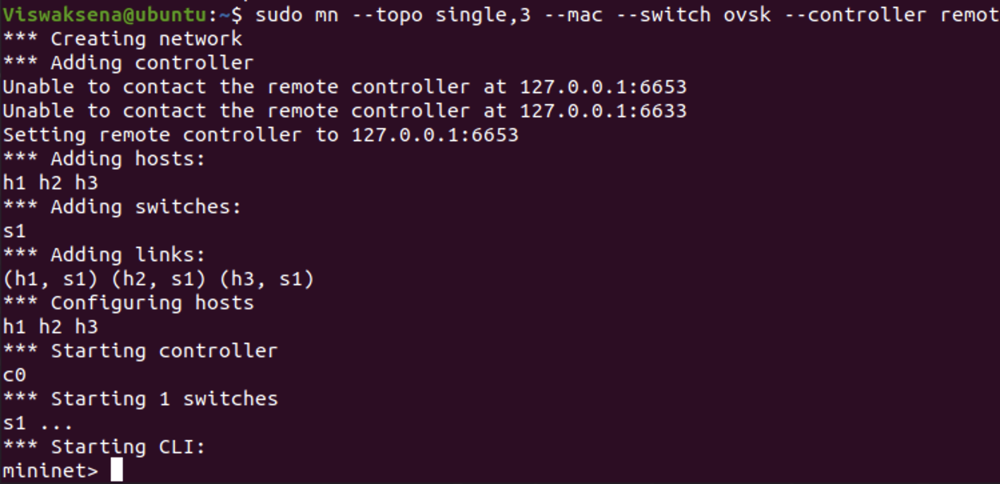 Viswaksena@ubuntu:~$ sudo mn --topo single,3 --mac --switch ovsk --controller remot
*** Creating network
*** Adding controller
Unable to contact the remote controller at 127.0.0.1:6653
Unable to contact the remote controller at 127.0.0.1:6633
Setting remote controller to 127.0.0.1:6653
*** Adding hosts:
h1 h2 h3
*** Adding switches:
s1
*** Adding links:
(h1, s1) (h2, s1) (h3, s1)
*** Configuring hosts
h1 h2 h3
*** Starting controller
c0
*** Starting 1 switches
s1 ...
*** Starting CLI:
mininet>